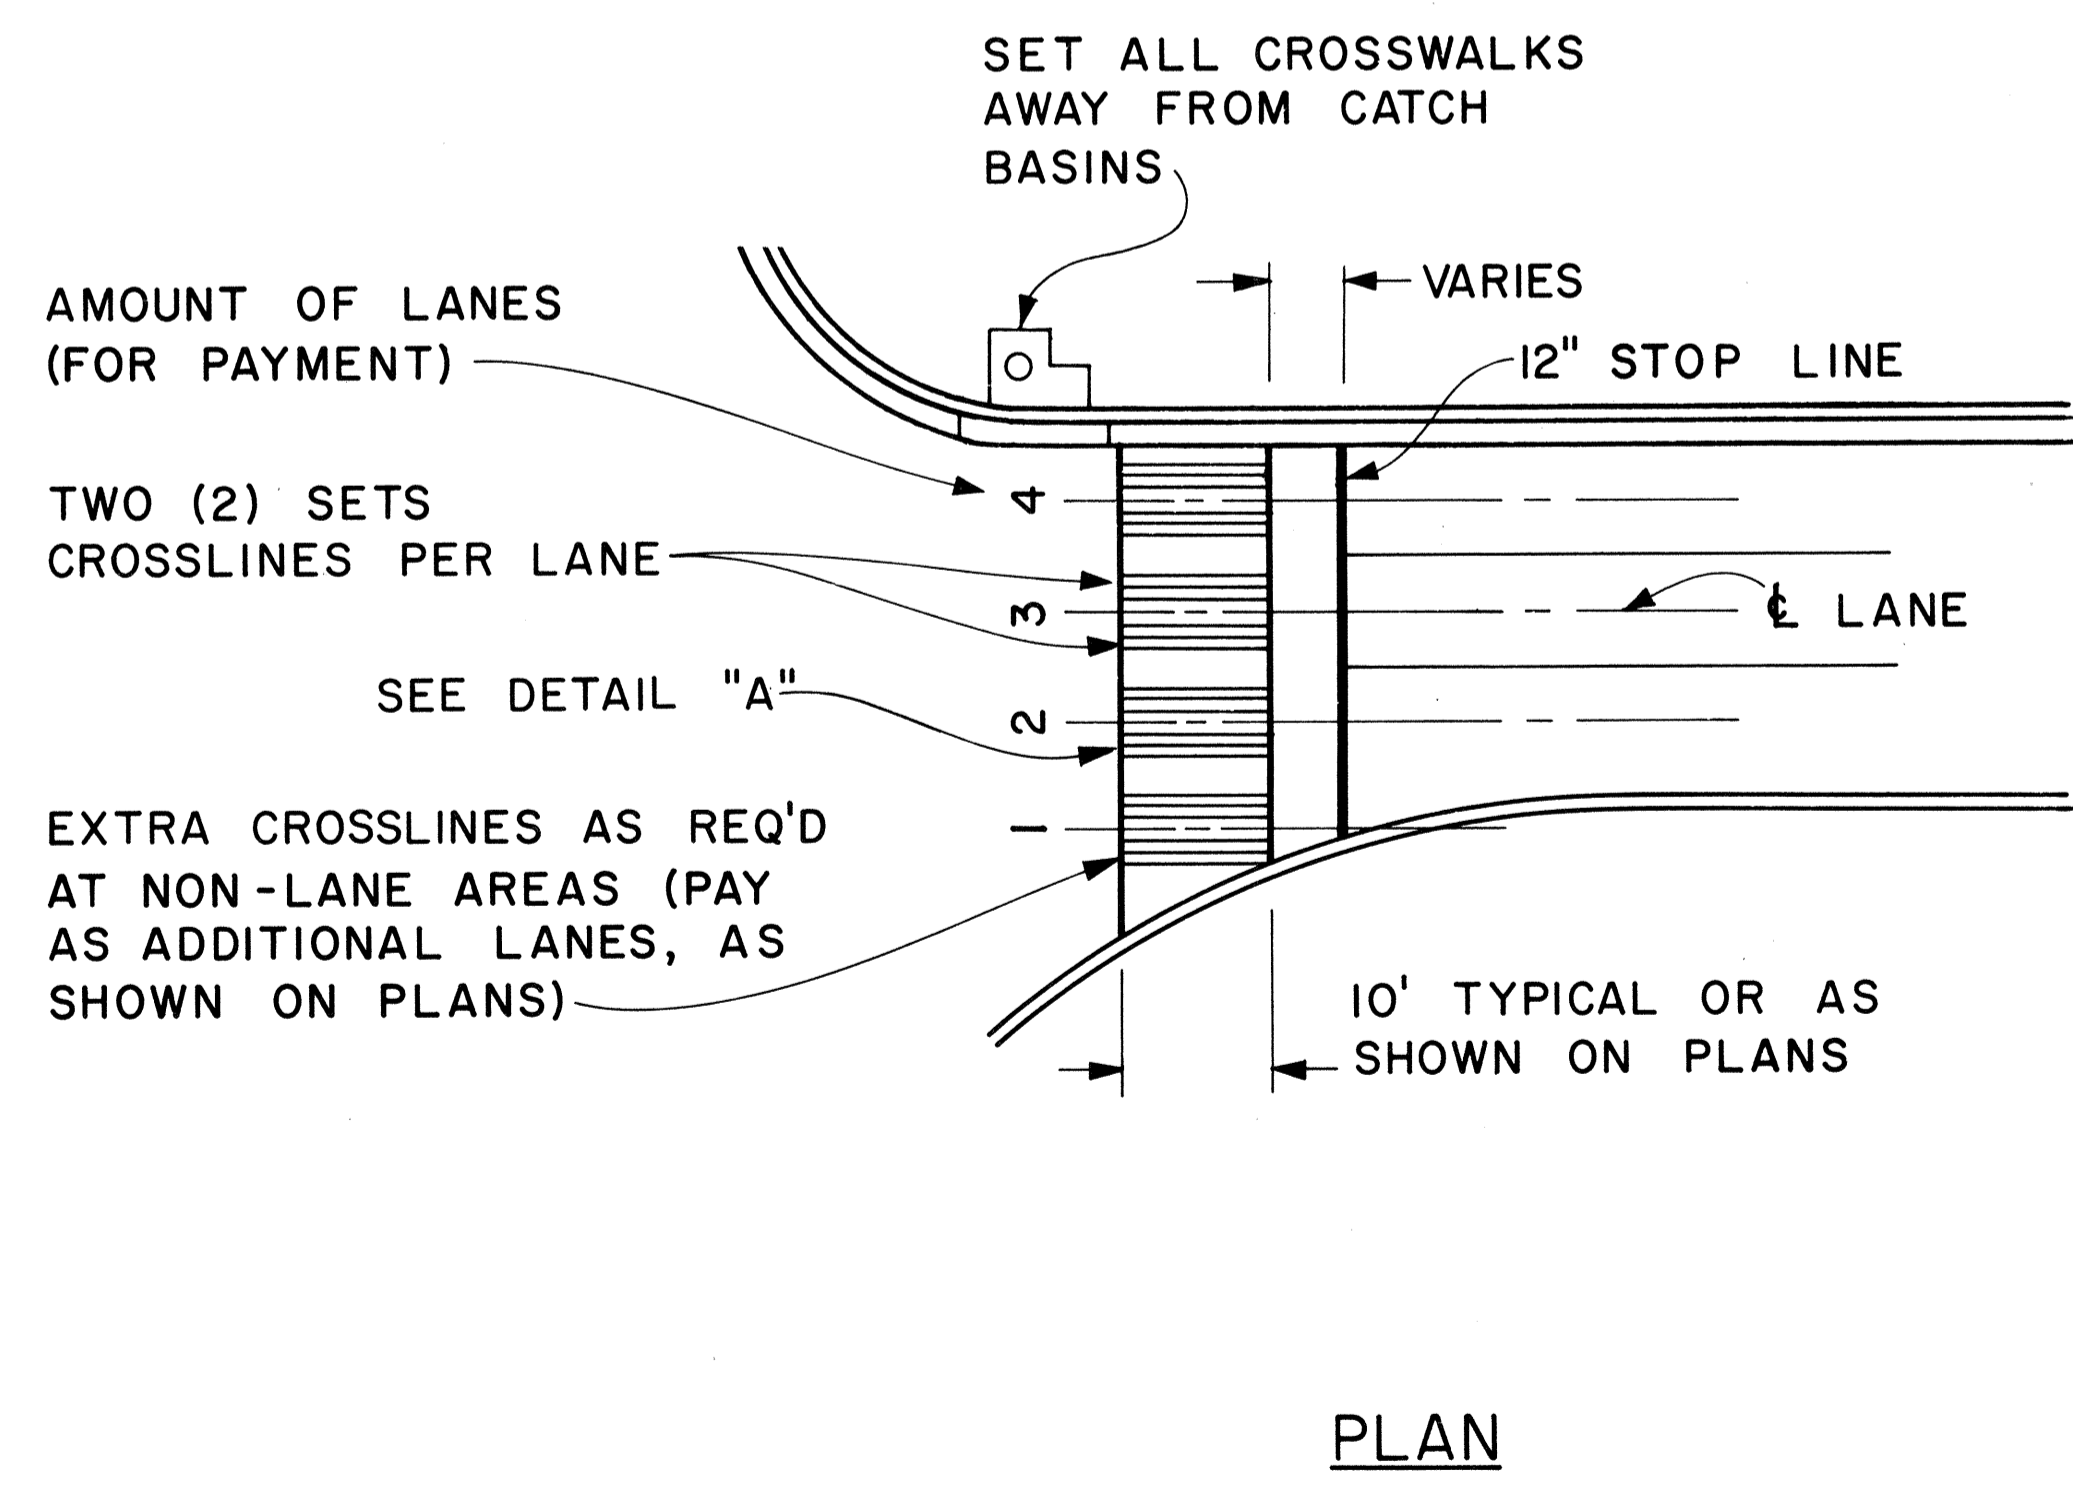 SET ALL CROSSWALKS
AWAY FROM CATCH
BASINS
VARIES
12" STOP LINE
AMOUNT OF LANES
(FOR PAYMENT)
4
TWO (2) SETS
CROSSLINES PER LANE
3
℄ LANE
SEE DETAIL "A"
2
EXTRA CROSSLINES AS REQ'D
AT NON-LANE AREAS (PAY
AS ADDITIONAL LANES, AS
SHOWN ON PLANS)
1
10' TYPICAL OR AS
SHOWN ON PLANS
PLAN